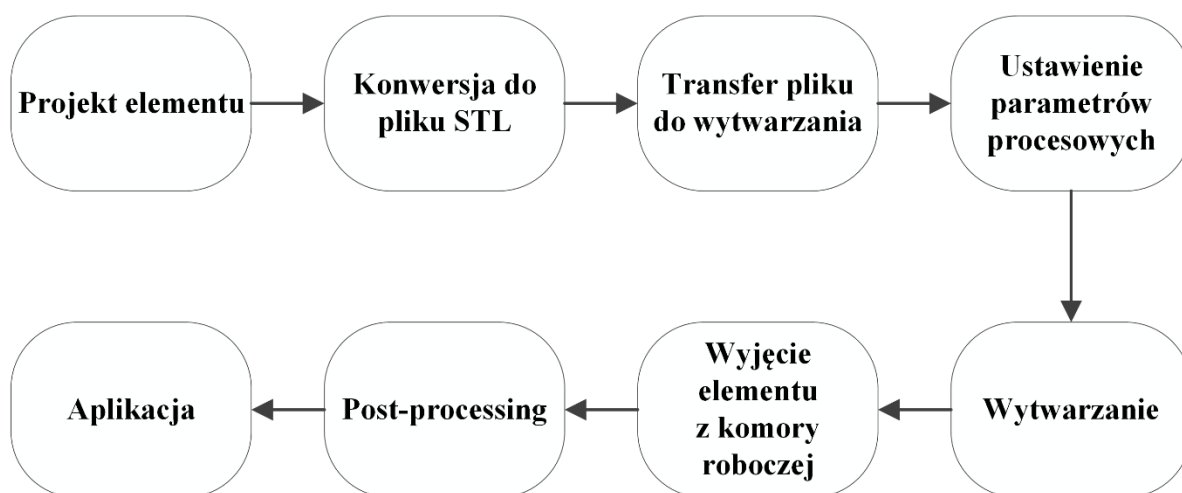 Projekt elementu
Konwersja do
pliku STL
Transfer pliku
do wytwarzania
Ustawienie
parametrów
procesowych
Wytwarzanie
Wyjęcie
elementu
z komory
roboczej
Post-processing
Aplikacja